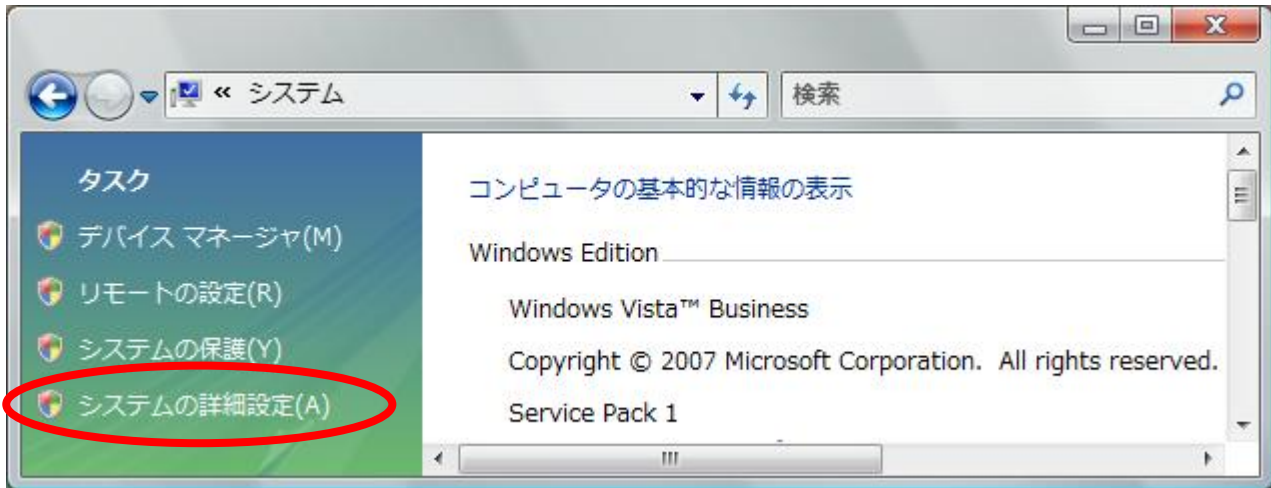 « システム
検索
タスク
デバイス マネージャ(M)
リモートの設定(R)
システムの保護(Y)
システムの詳細設定(A)
コンピュータの基本的な情報の表示
Windows Edition
Windows Vista™ Business
Copyright © 2007 Microsoft Corporation. All rights reserved.
Service Pack 1